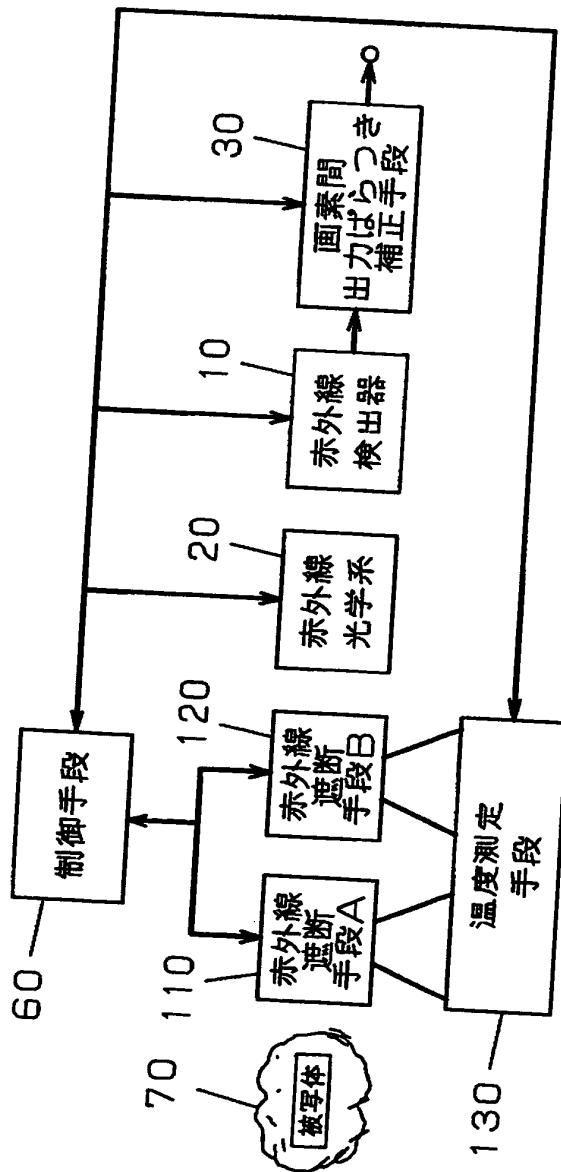 60
制御手段
70
被写体
110
赤外線
遮断
手段A
120
赤外線
遮断
手段B
20
赤外線
光学系
10
赤外線
検出器
30
画素間
出力ばらつき
補正手段
130
温度測定
手段